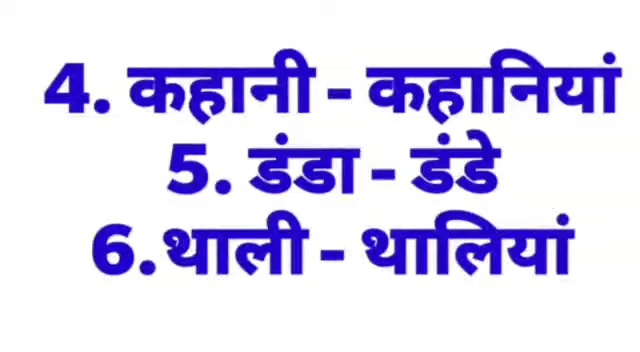 4. कहानी - कहानियां
5. डंडा - डंडे
6.थाली - थालियां